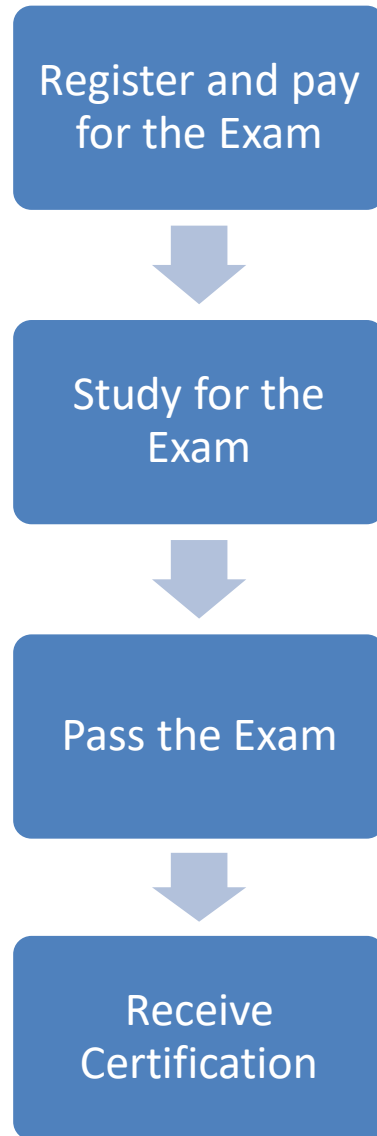 Register and pay
for the Exam
Study for the
Exam
Pass the Exam
Receive
Certification